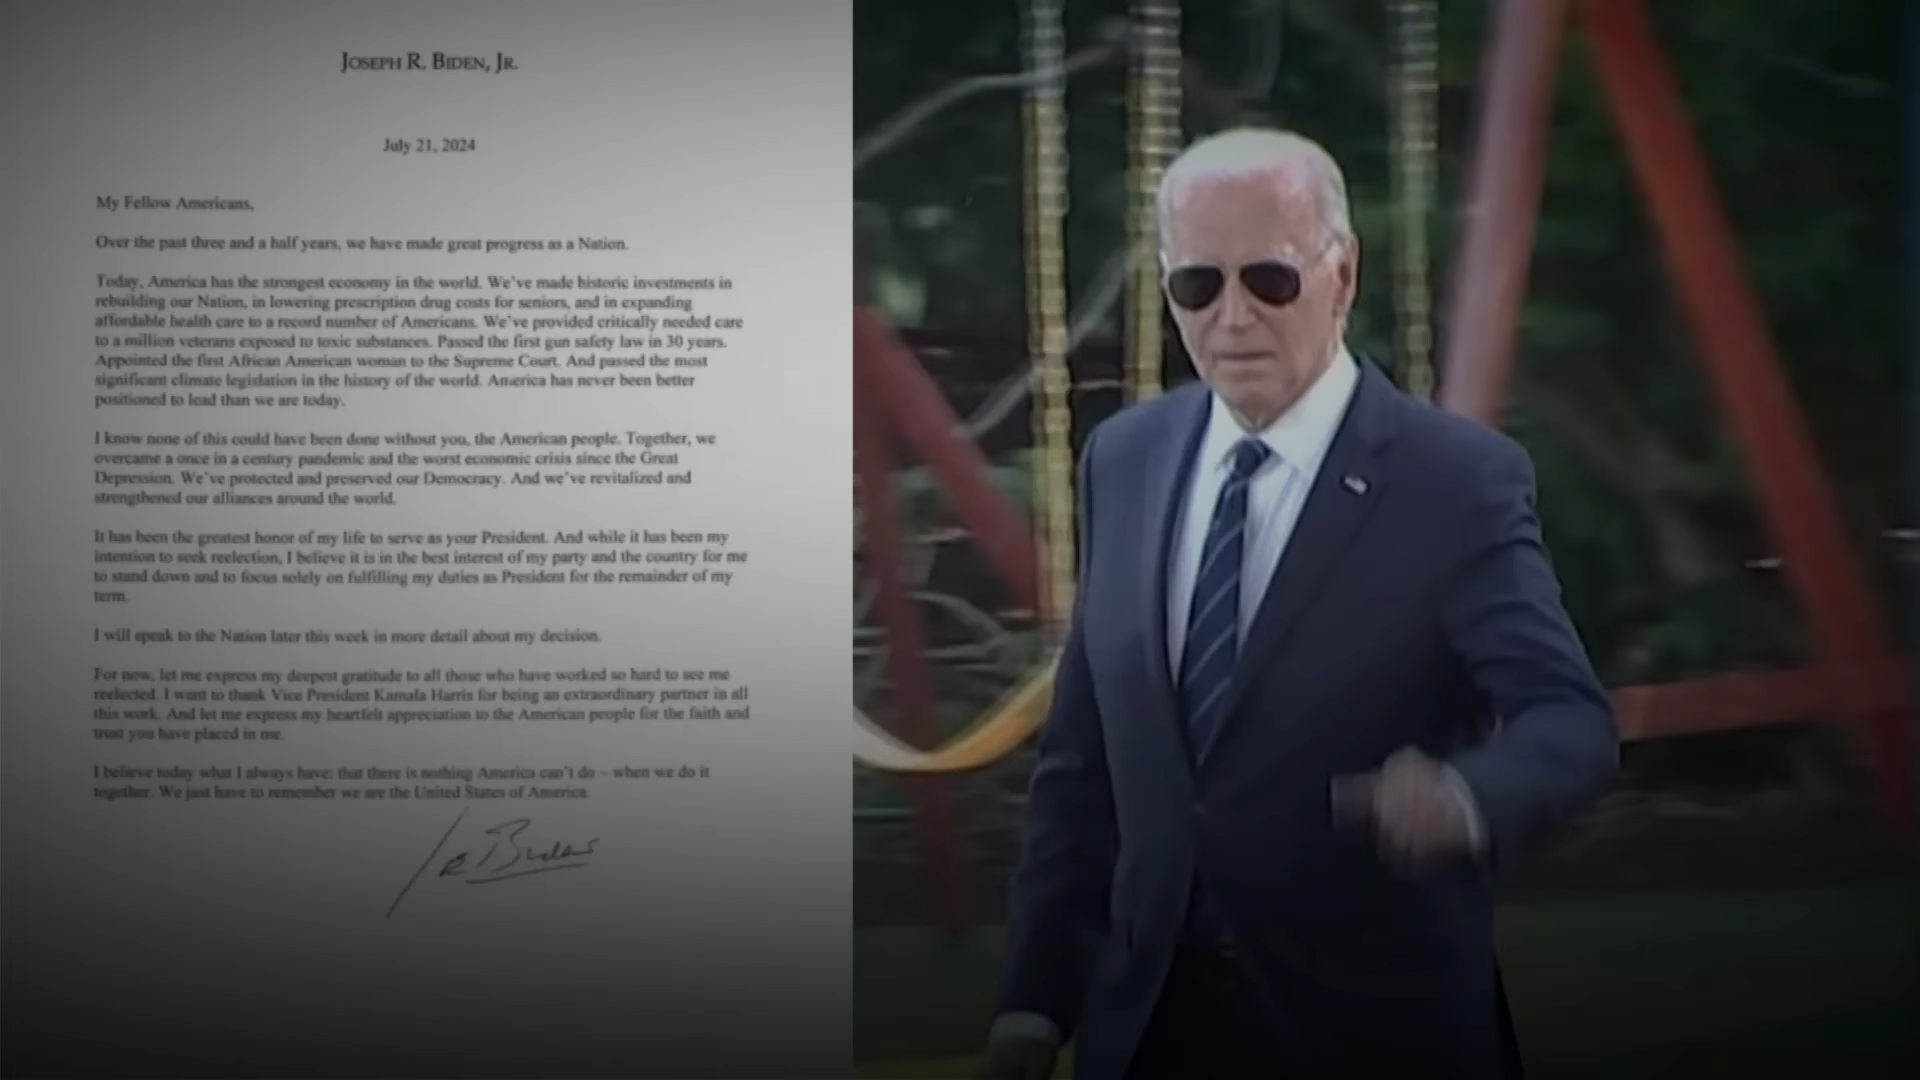 JOSEPH R. BIDEN, JR.
July 21, 2024
My Fellow Americans,
Over the past three and a half years, we have made great progress as a Nation.
Today, America has the strongest economy in the world. We've made historic investments in
rebuilding our Nation, in lowering prescription drug costs for seniors, and in expanding
affordable health care to a record number of Americans. We've provided critically needed care
to a million veterans exposed to toxic substances. Passed the first gun safety law in 30 years.
Appointed the first African American woman to the Supreme Court. And passed the most
significant climate legislation in the history of the world. America has never been better
positioned to lead than we are today.
I know none of this could have been done without you, the American people. Together, we
overcame a once in a century pandemic and the worst economic crisis since the Great
Depression. We've protected and preserved our Democracy. And we've revitalized and
strengthened our alliances around the world.
It has been the greatest honor of my life to serve as your President. And while it has been my
intention to seek reelection, I believe it is in the best interest of my party and the country for me
to stand down and to focus solely on fulfilling my duties as President for the remainder of my
term.
I will speak to the Nation later this week in more detail about my decision.
For now, let me express my deepest gratitude to all those who have worked so hard to see me
reelected. I want to thank Vice President Kamala Harris for being an extraordinary partner in all
this work. And let me express my heartfelt appreciation to the American people for the faith and
trust you have placed in me.
I believe today what I always have: that there is nothing America can't do – when we do it
together. We just have to remember we are the United States of America.
Joe Biden